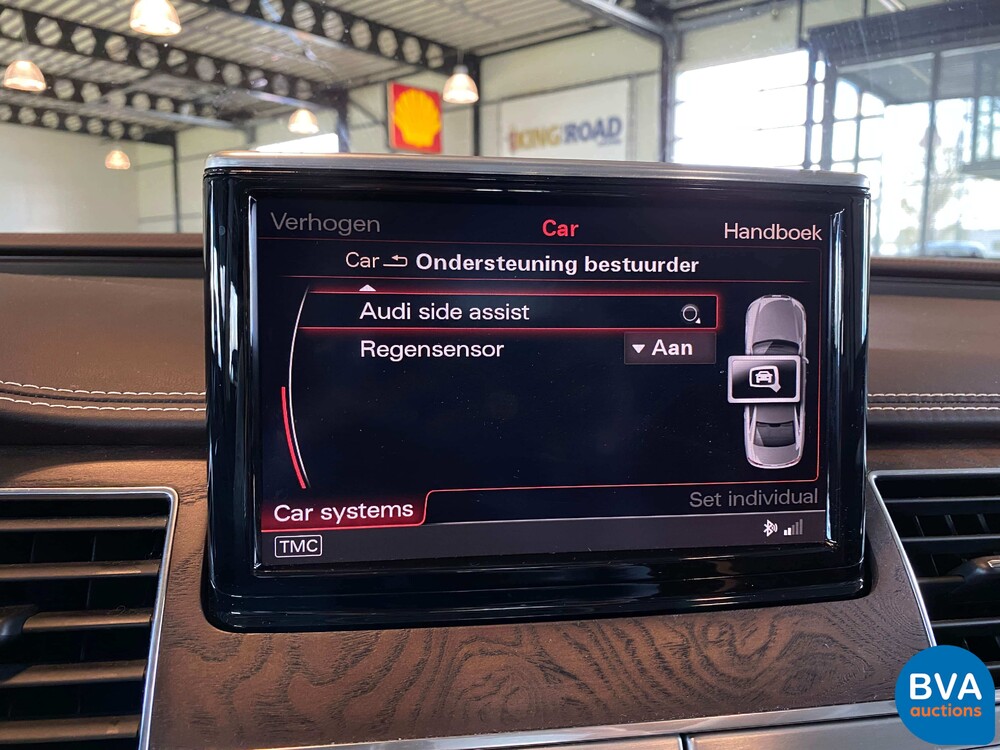 KING ROAD
Verhogen Car Handboek
Car Ondersteuning bestuurder
Audi side assist
Regensensor Aan
Set individual
Car systems
TMC
BVA
auctions